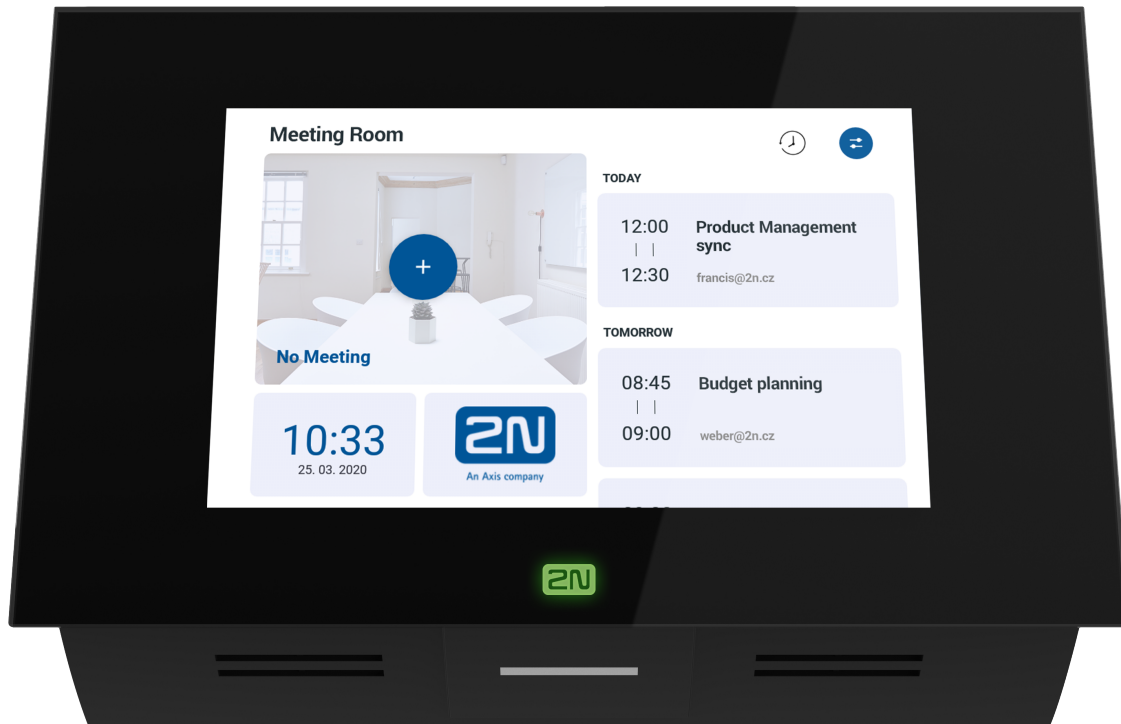 Meeting Room
No Meeting
10:33
25. 03. 2020
2N
An Axis company
TODAY
12:00
Product Management
sync
12:30
francis@2n.cz
TOMORROW
08:45
Budget planning
09:00
weber@2n.cz
2N